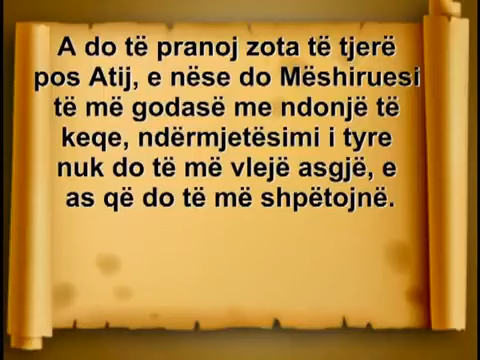 A do të pranoj zota të tjerë
pos Atij, e nëse do Mëshiruesi
të më godasë me ndonjë të
keqe, ndërmjetësimi i tyre
nuk do të më vlejë asgjë, e
as që do të më shpëtojnë.